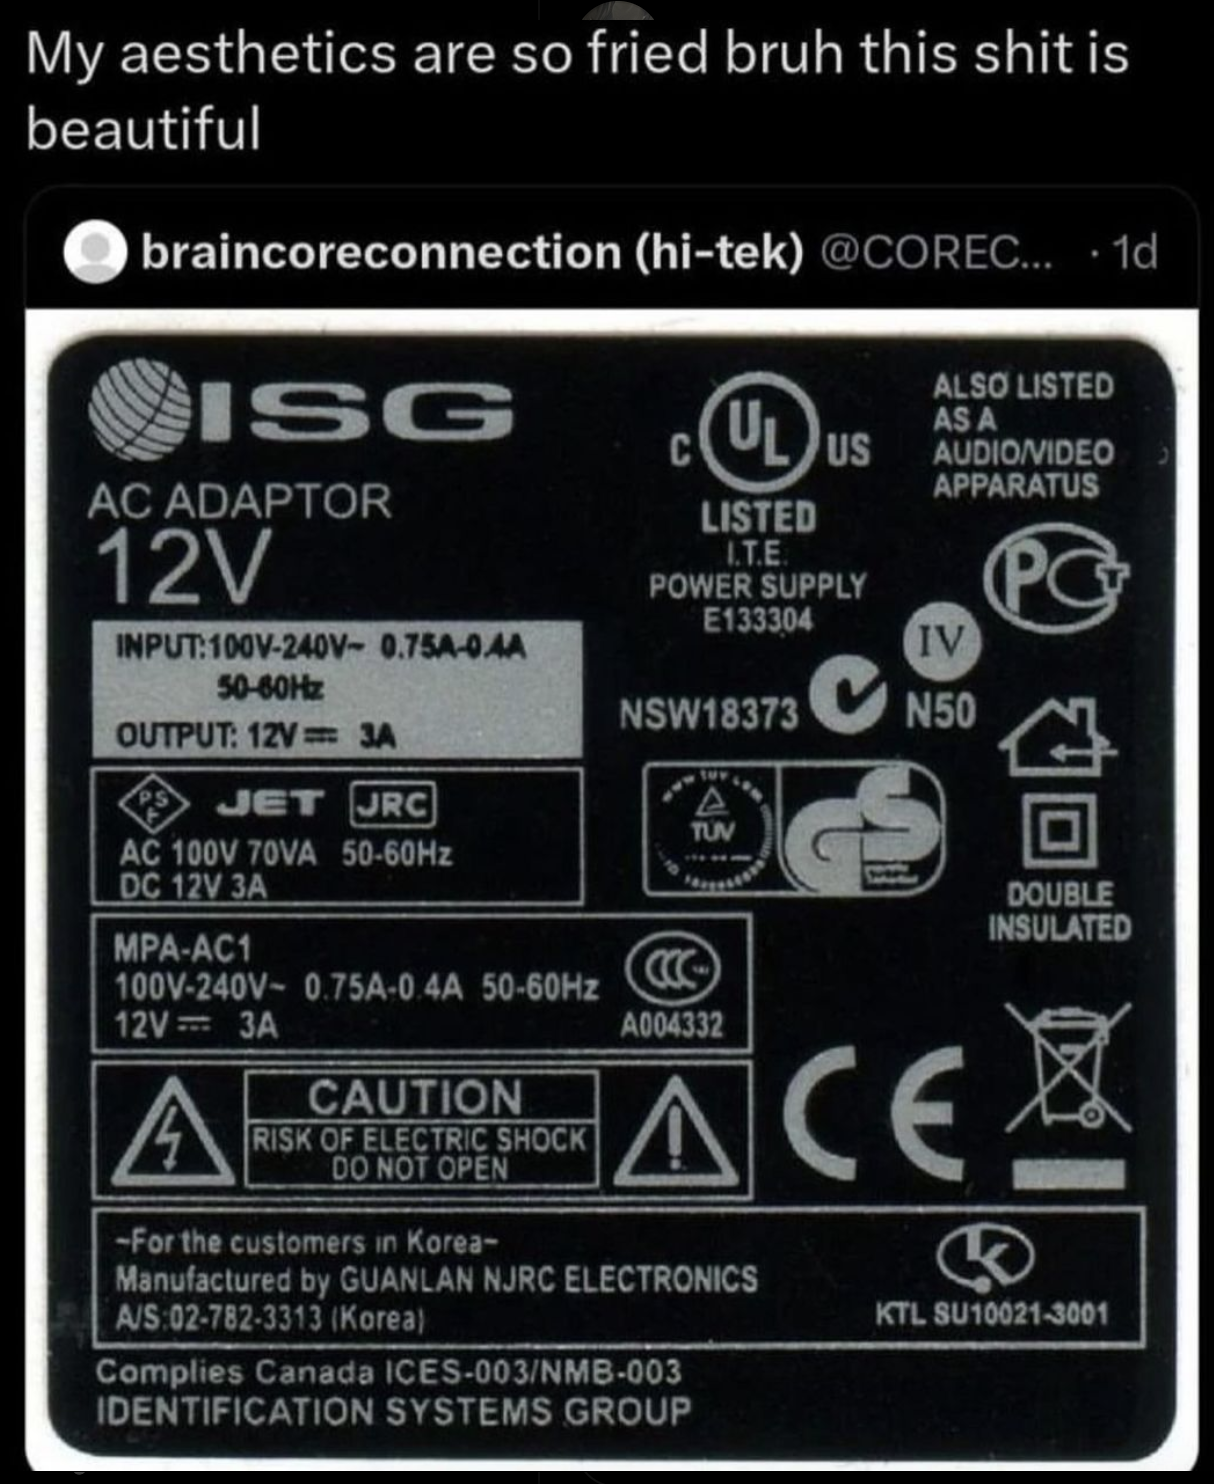 My aesthetics are so fried bruh this shit is
beautiful
braincoreconnection (hi-tek) @COREC... · 1d
ISG
AC ADAPTOR
12V
C UL US
LISTED
I.T.E.
POWER SUPPLY
E133304
ALSO LISTED
AS A
AUDIO/VIDEO
APPARATUS
PCT
INPUT:100V-240V~ 0.75A-0.4A
50-60Hz
OUTPUT: 12V⎓ 3A
IV
NSW18373
N50
PSE JET JRC
AC 100V 70VA 50-60Hz
DC 12V 3A
TUV
GS
DOUBLE
INSULATED
MPA-AC1
100V-240V~ 0.75A-0.4A 50-60Hz
12V⎓ 3A
CCC
A004332
CAUTION
RISK OF ELECTRIC SHOCK
DO NOT OPEN
CE
~For the customers in Korea~
Manufactured by GUANLAN NJRC ELECTRONICS
A/S:02-782-3313 (Korea)
K
KTL SU10021-3001
Complies Canada ICES-003/NMB-003
IDENTIFICATION SYSTEMS GROUP